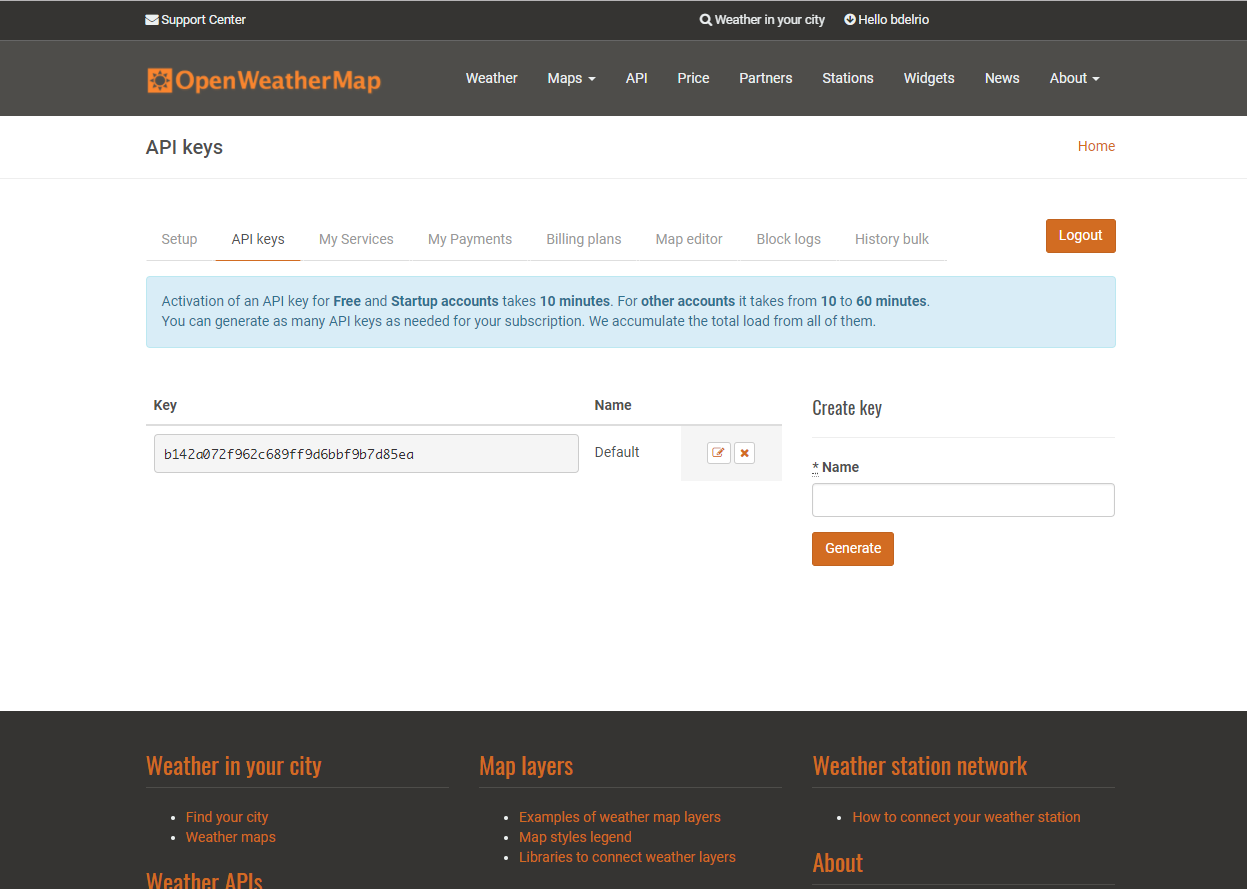 Support Center
Weather in your city
Hello bdelrio
OpenWeatherMap
Weather Maps API Price Partners Stations Widgets News About
API keys
Home
Setup API keys My Services My Payments Billing plans Map editor Block logs History bulk
Logout
Activation of an API key for Free and Startup accounts takes 10 minutes. For other accounts it takes from 10 to 60 minutes.
You can generate as many API keys as needed for your subscription. We accumulate the total load from all of them.
Key Name
b142a072f962c689ff9d6bbf9b7d85ea Default
Create key
* Name
Generate
Weather in your city
Find your city
Weather maps
Weather APIs
Map layers
Examples of weather map layers
Map styles legend
Libraries to connect weather layers
Weather station network
How to connect your weather station
About